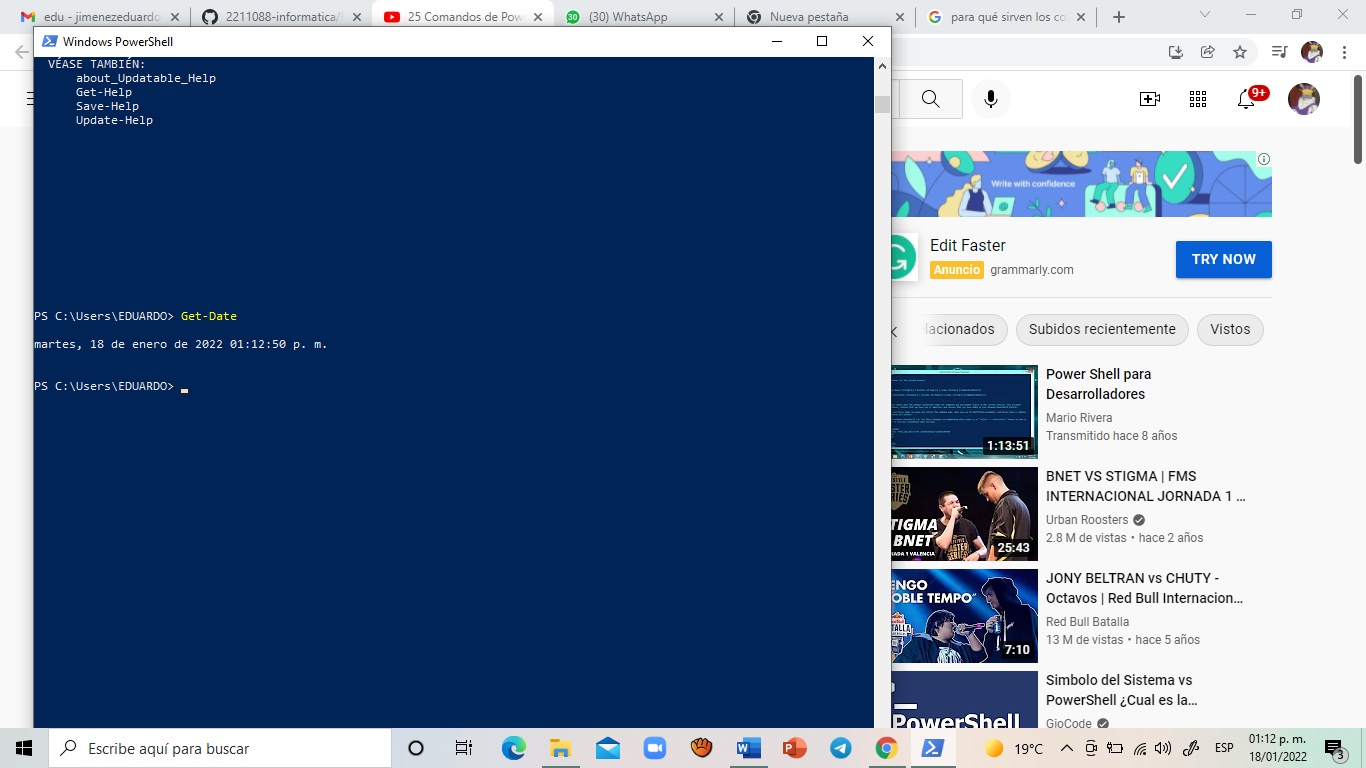 edu - jimenezeduardo
2211088-informatica/
25 Comandos de Pow
30
(30) WhatsApp
Nueva pestaña
para qué sirven los co
Windows PowerShell
VÉASE TAMBIÉN:
about_Updatable_Help
Get-Help
Save-Help
Update-Help
PS C:\Users\EDUARDO> Get-Date
martes, 18 de enero de 2022 01:12:50 p. m.
PS C:\Users\EDUARDO>
9+
Write with confidence
Edit Faster
TRY NOW
Anuncio grammarly.com
lacionados
Subidos recientemente
Vistos
1:13:51
Power Shell para
Desarrolladores
Mario Rivera
Transmitido hace 8 años
STIGMA
BNET
NADA 1 VALENCIA
25:43
BNET VS STIGMA | FMS
INTERNACIONAL JORNADA 1 ...
Urban Roosters
2.8 M de vistas • hace 2 años
ENGO
OBLE TEMPO"
7:10
JONY BELTRAN vs CHUTY -
Octavos | Red Bull Internacion...
Red Bull Batalla
13 M de vistas • hace 5 años
PowerShell
Simbolo del Sistema vs
PowerShell ¿Cual es la...
GioCode
Escribe aquí para buscar
19°C
ESP
01:12 p. m.
18/01/2022
3